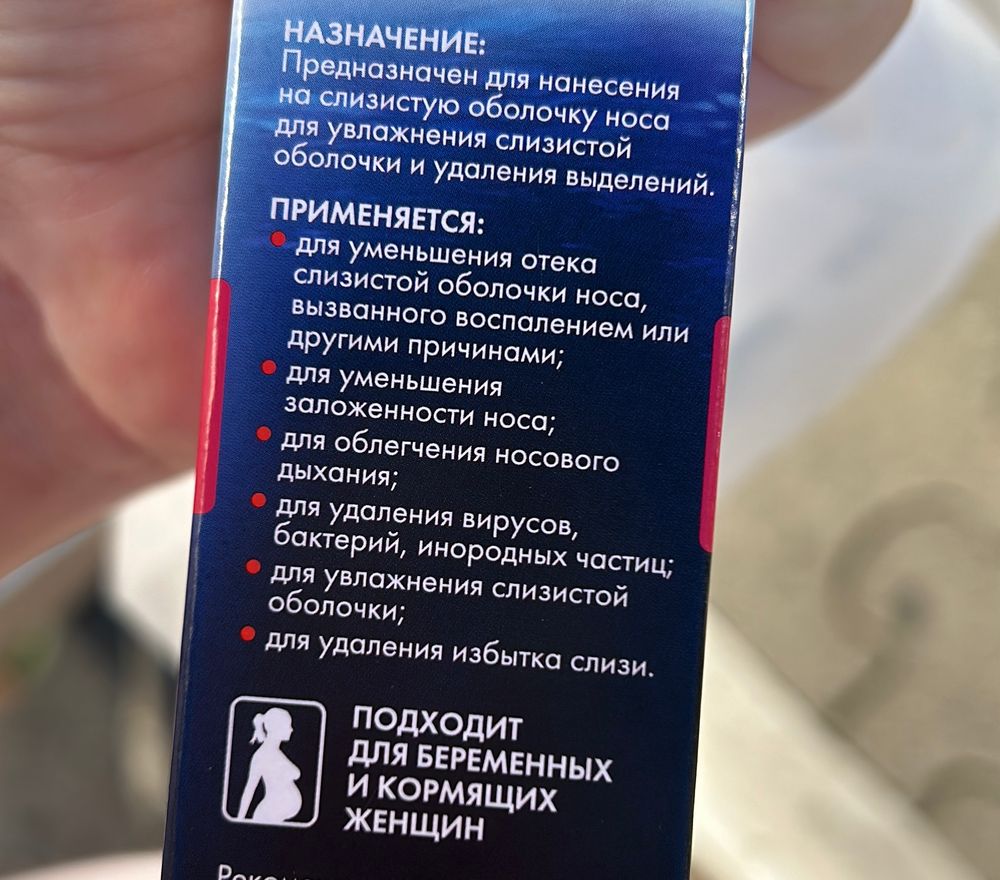 НАЗНАЧЕНИЕ:
Предназначен для нанесения
на слизистую оболочку носа
для увлажнения слизистой
оболочки и удаления выделений.
ПРИМЕНЯЕТСЯ:
для уменьшения отека
слизистой оболочки носа,
вызванного воспалением или
другими причинами;
для уменьшения
заложенности носа;
для облегчения носового
дыхания;
для удаления вирусов,
бактерий, инородных частиц;
для увлажнения слизистой
оболочки;
для удаления избытка слизи.
ПОДХОДИТ
ДЛЯ БЕРЕМЕННЫХ
И КОРМЯЩИХ
ЖЕНЩИН